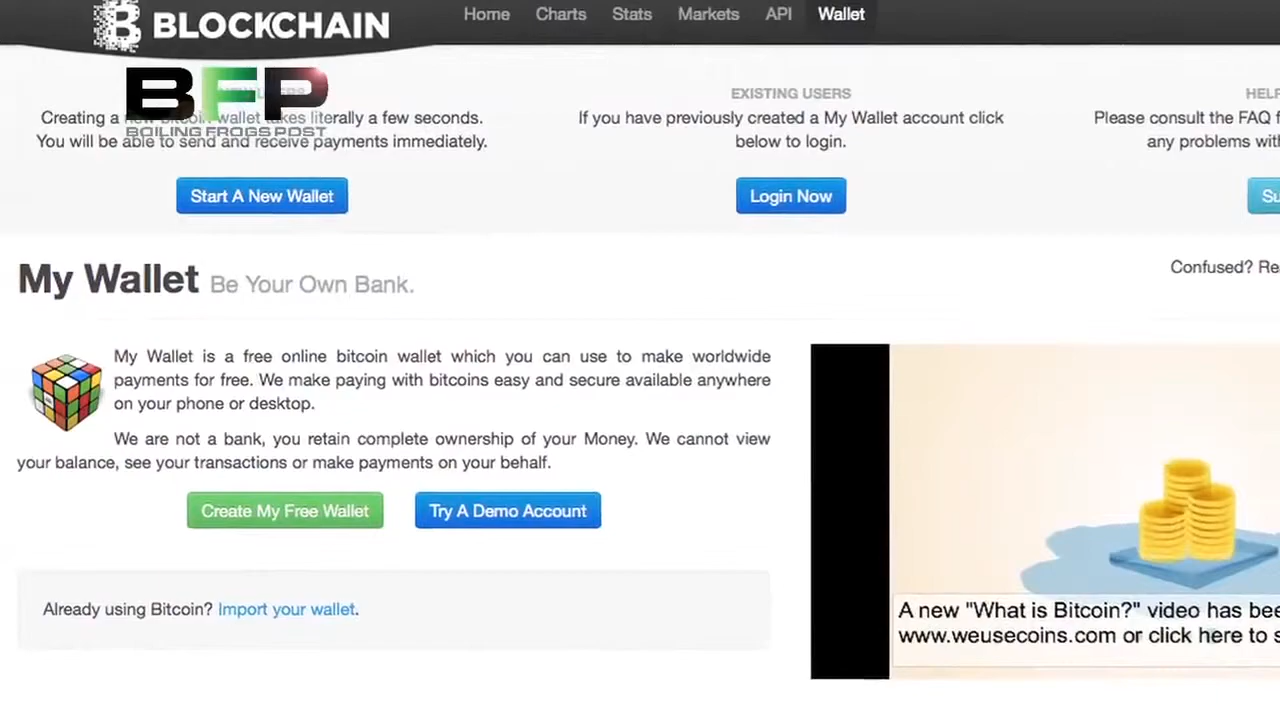 BLOCKCHAIN
Home Charts Stats Markets API Wallet
BFP
BOILING FROGS POST
Creating a new bitcoin wallet takes literally a few seconds.
You will be able to send and receive payments immediately.
Start A New Wallet
EXISTING USERS
If you have previously created a My Wallet account click
below to login.
Login Now
HELP
Please consult the FAQ
any problems with
My Wallet Be Your Own Bank.
Confused?
My Wallet is a free online bitcoin wallet which you can use to make worldwide
payments for free. We make paying with bitcoins easy and secure available anywhere
on your phone or desktop.
We are not a bank, you retain complete ownership of your Money. We cannot view
your balance, see your transactions or make payments on your behalf.
Create My Free Wallet Try A Demo Account
Already using Bitcoin? Import your wallet.
A new "What is Bitcoin?" video has
www.weusecoins.com or click here to